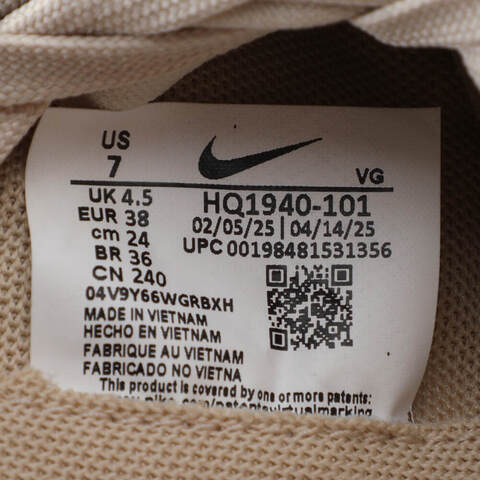 US
7
UK 4.5
EUR 38
cm 24
BR 36
CN 240
04V9Y66WGRBXH
MADE IN VIETNAM
HECHO EN VIETNAM
FABRIQUE AU VIETNAM
FABRICADO NO VIETNA
This product is covered by one or more patents:
VG
HQ1940-101
02/05/25 | 04/14/25
UPC 00198481531356